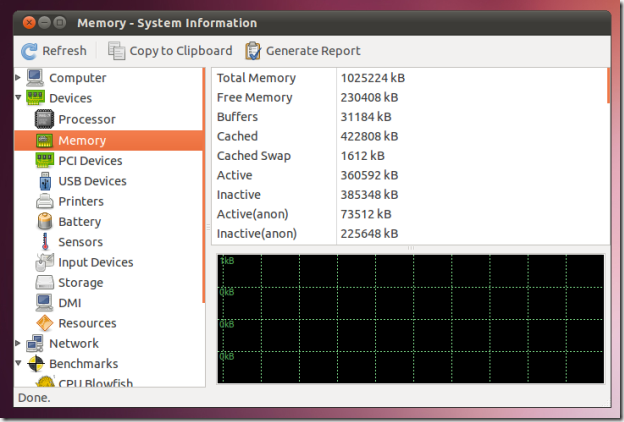 Memory - System Information
Refresh Copy to Clipboard Generate Report
Computer
Devices
Processor
Memory
PCI Devices
USB Devices
Printers
Battery
Sensors
Input Devices
Storage
DMI
Resources
Network
Benchmarks
CPU Blowfish
Total Memory 1025224 kB
Free Memory 230408 kB
Buffers 31184 kB
Cached 422808 kB
Cached Swap 1612 kB
Active 360592 kB
Inactive 385348 kB
Active(anon) 73512 kB
Inactive(anon) 225648 kB
1kB
0kB
0kB
0kB
Done.